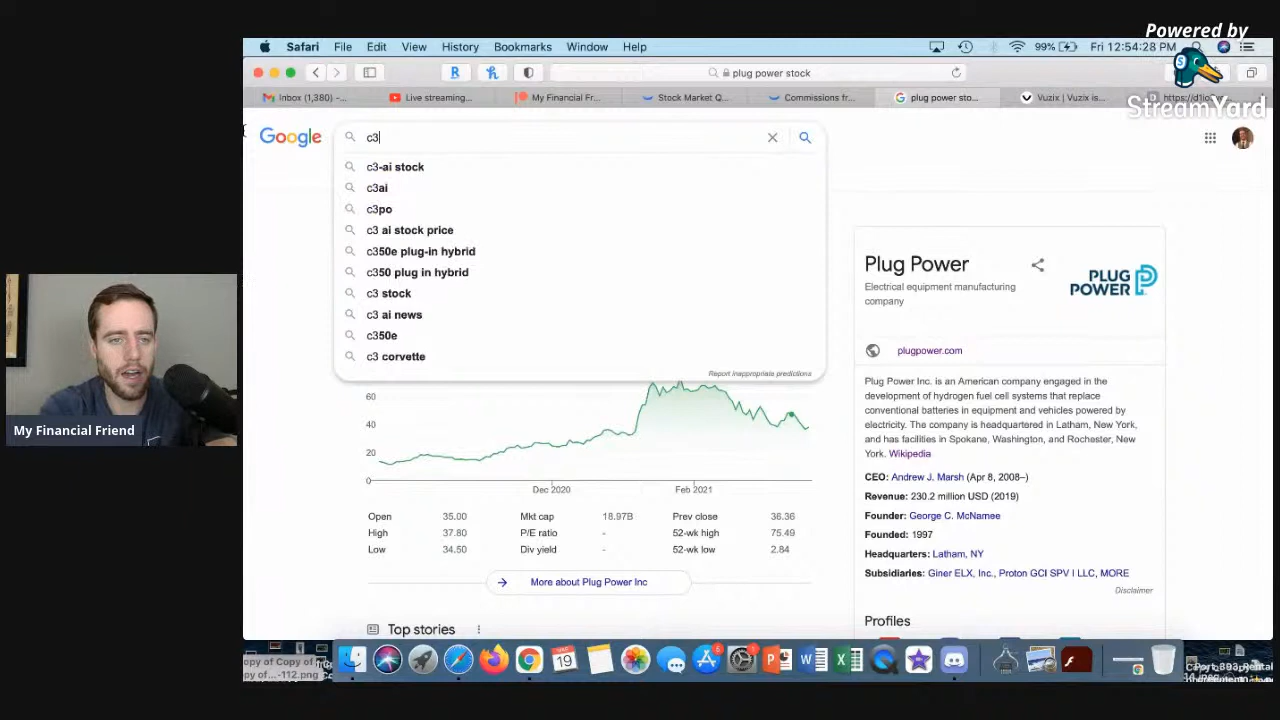 Powered by
StreamYard
Safari File Edit View History Bookmarks Window Help
99% Fri 12:54:28 PM
plug power stock
Inbox (1,380) –...
Live streaming...
My Financial Fr...
Stock Market Q...
Commissions fr...
plug power sto...
Vuzix | Vuzix is...
Google
c3
c3-ai stock
c3ai
c3po
c3 ai stock price
c350e plug-in hybrid
c350 plug in hybrid
c3 stock
c3 ai news
c350e
c3 corvette
Report inappropriate predictions
60
40
20
0
Dec 2020
Feb 2021
Open 35.00 Mkt cap 18.97B Prev close 36.36
High 37.80 P/E ratio - 52-wk high 75.49
Low 34.50 Div yield - 52-wk low 2.84
More about Plug Power Inc
Top stories
Plug Power
Electrical equipment manufacturing
company
PLUG
POWER
plugpower.com
Plug Power Inc. is an American company engaged in the
development of hydrogen fuel cell systems that replace
conventional batteries in equipment and vehicles powered by
electricity. The company is headquartered in Latham, New York,
and has facilities in Spokane, Washington, and Rochester, New
York. Wikipedia
CEO: Andrew J. Marsh (Apr 8, 2008–)
Revenue: 230.2 million USD (2019)
Founder: George C. McNamee
Founded: 1997
Headquarters: Latham, NY
Subsidiaries: Giner ELX, Inc., Proton GCI SPV I LLC, MORE
Disclaimer
Profiles
My Financial Friend
19
opy of Copy of
py of...-112.png